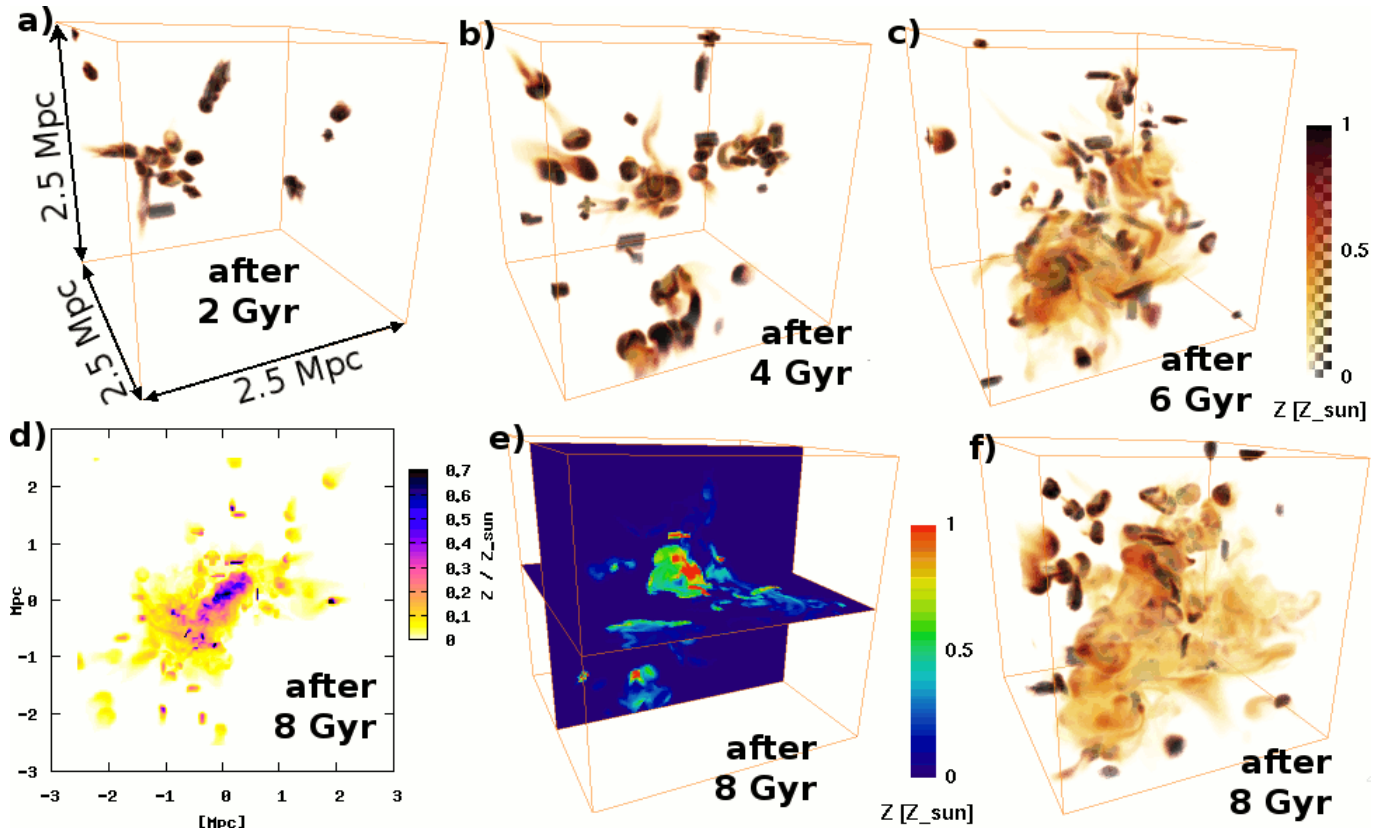 a)
2.5 Mpc
2.5 Mpc
2.5 Mpc
after
2 Gyr
b)
after
4 Gyr
c)
after
6 Gyr
1
0.5
0
Z [Z_sun]
d)
Mpc
2
1
0
-1
-2
-3
-3
-2
-1
0
1
2
3
[Mpc]
after
8 Gyr
0.7
0.6
0.5
0.4
0.3
0.2
0.1
0
Z / Z_sun
e)
after
8 Gyr
1
0.5
0
Z [Z_sun]
f)
after
8 Gyr